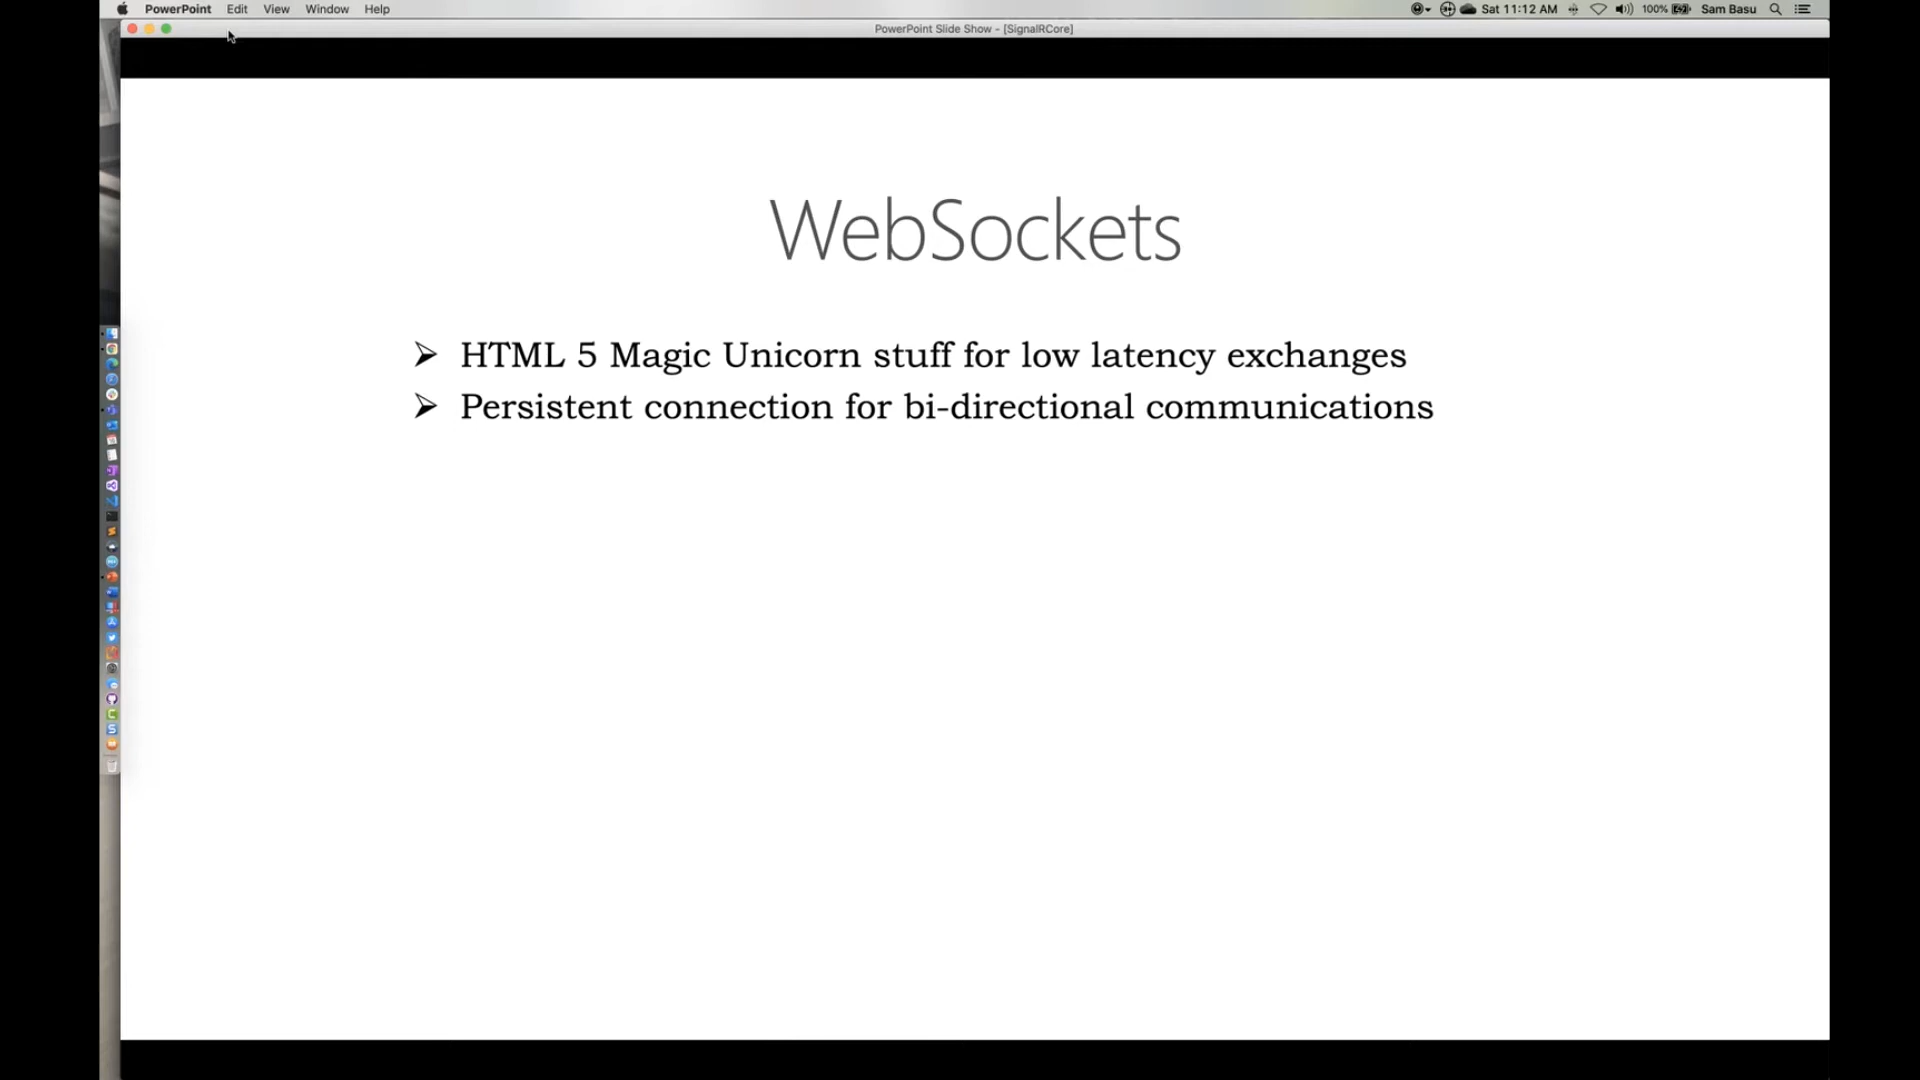 PowerPoint Edit View Window Help Sat 11:12 AM 100% Sam Basu
PowerPoint Slide Show - [SignalRCore]
WebSockets
➢ HTML 5 Magic Unicorn stuff for low latency exchanges
➢ Persistent connection for bi-directional communications